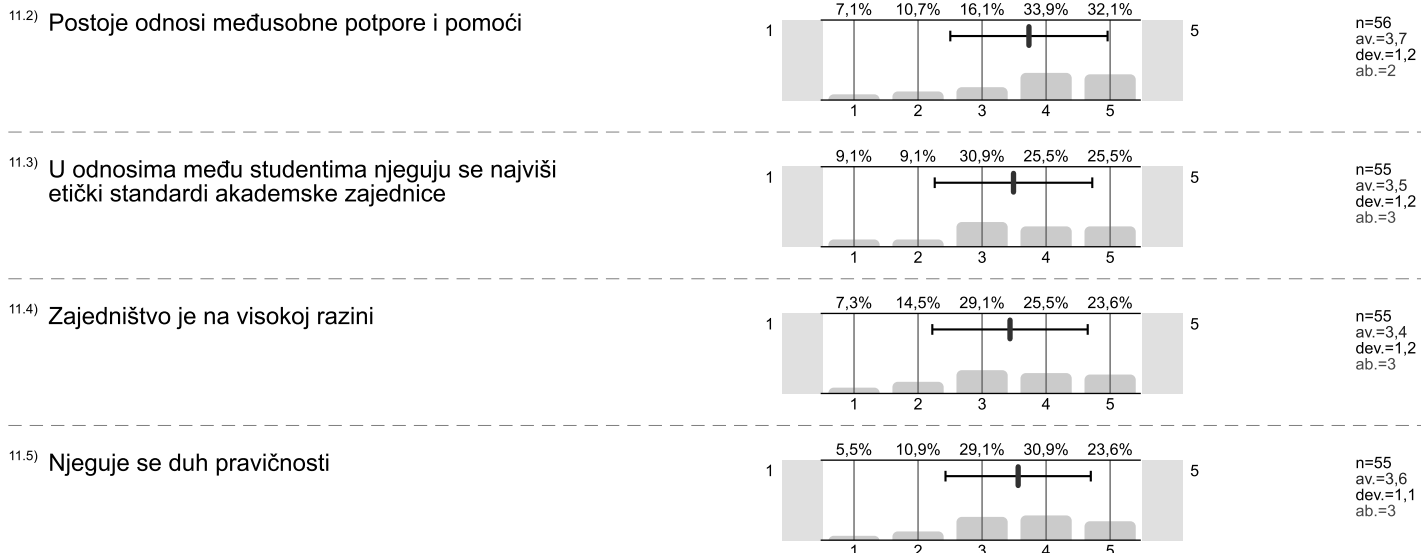 11.2) Postoje odnosi međusobne potpore i pomoći
7,1% 10,7% 16,1% 33,9% 32,1%
1 5
1 2 3 4 5
n=56
av.=3,7
dev.=1,2
ab.=2
11.3) U odnosima među studentima njeguju se najviši
etički standardi akademske zajednice
9,1% 9,1% 30,9% 25,5% 25,5%
1 5
1 2 3 4 5
n=55
av.=3,5
dev.=1,2
ab.=3
11.4) Zajedništvo je na visokoj razini
7,3% 14,5% 29,1% 25,5% 23,6%
1 5
1 2 3 4 5
n=55
av.=3,4
dev.=1,2
ab.=3
11.5) Njeguje se duh pravičnosti
5,5% 10,9% 29,1% 30,9% 23,6%
1 5
1 2 3 4 5
n=55
av.=3,6
dev.=1,1
ab.=3